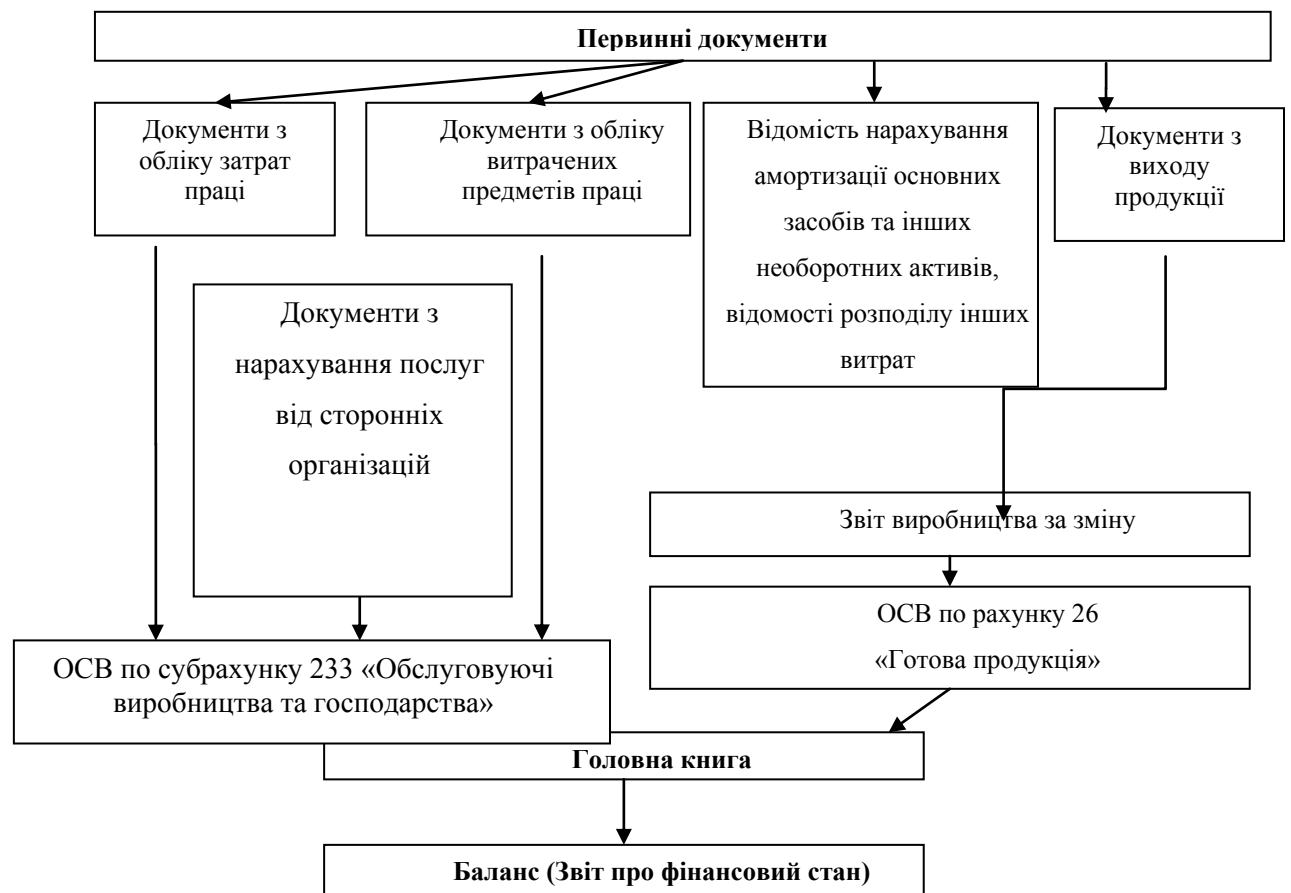 Первинні документи
Документи з
обліку затрат
праці
Документи з обліку
витрачених
предметів праці
Відомість нарахування
амортизації основних
засобів та інших
необоротних активів,
відомості розподілу інших
витрат
Документи з
виходу
продукції
Документи з
нарахування послуг
від сторонніх
організацій
Звіт виробництва за зміну
ОСВ по рахунку 26
«Готова продукція»
ОСВ по субрахунку 233 «Обслуговуючі
виробництва та господарства»
Головна книга
Баланс (Звіт про фінансовий стан)